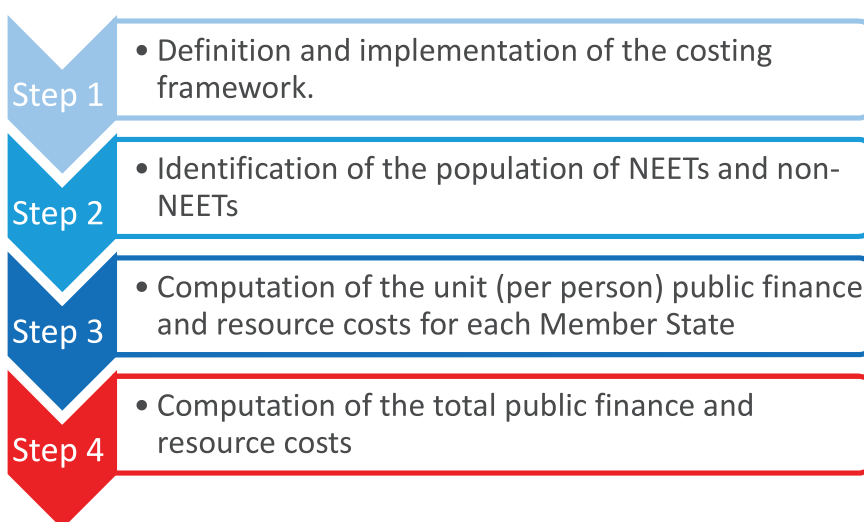 Step 1
• Definition and implementation of the costing
framework.
Step 2
• Identification of the population of NEETs and non-
NEETs
Step 3
• Computation of the unit (per person) public finance
and resource costs for each Member State
Step 4
• Computation of the total public finance and
resource costs